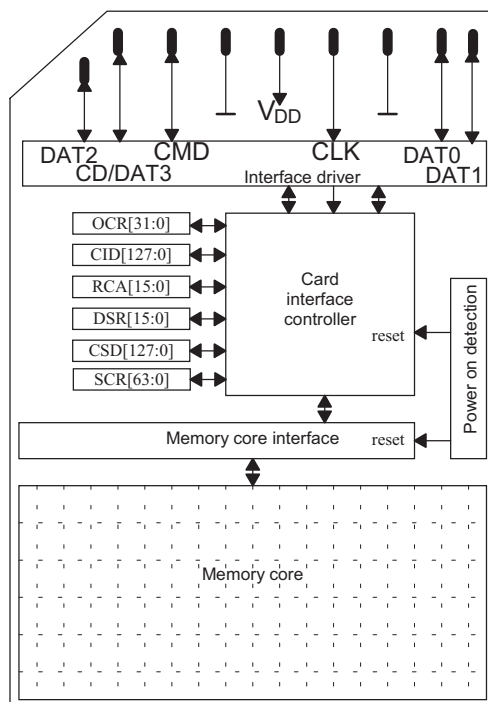 VDD
DAT2
CMD
CLK
DAT0
CD/DAT3
Interface driver
DAT1
OCR[31:0]
CID[127:0]
RCA[15:0]
DSR[15:0]
CSD[127:0]
SCR[63:0]
Card
interface
controller
reset
Power on detection
Memory core interface
reset
Memory core